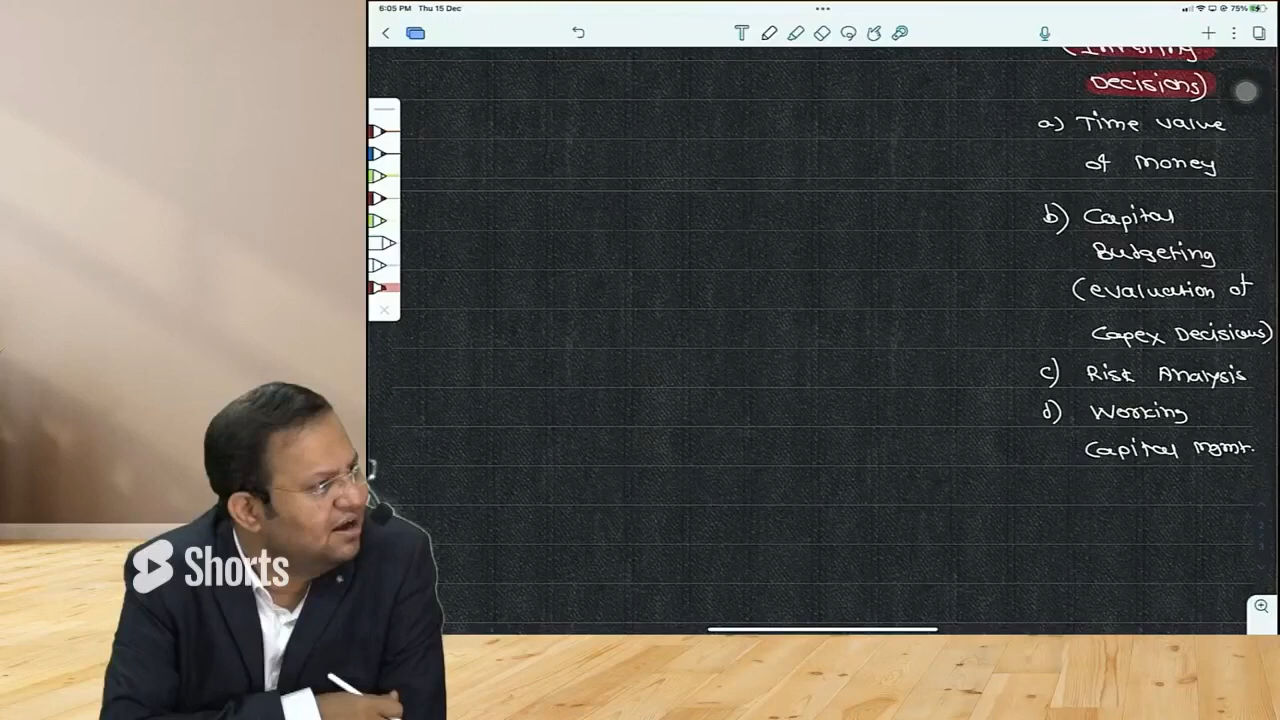 6:05 PM Thu 15 Dec
75%
T
(Investing
Decisions)
a) Time value
of money
b) Capital
Budgeting
(evaluation of
Capex Decisions)
c) Risk Analysis
d) Working
Capital Mgmt.
Shorts